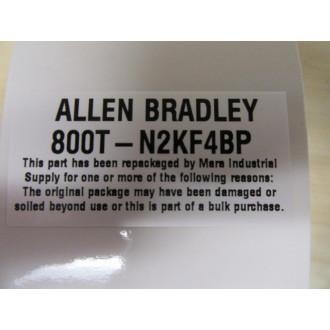 ALLEN BRADLEY
800T-N2KF4BP
This part has been repackaged by Mara Industrial
Supply for one or more of the following reasons:
The original package may have been damaged or
soiled beyond use or this is part of a bulk purchase.